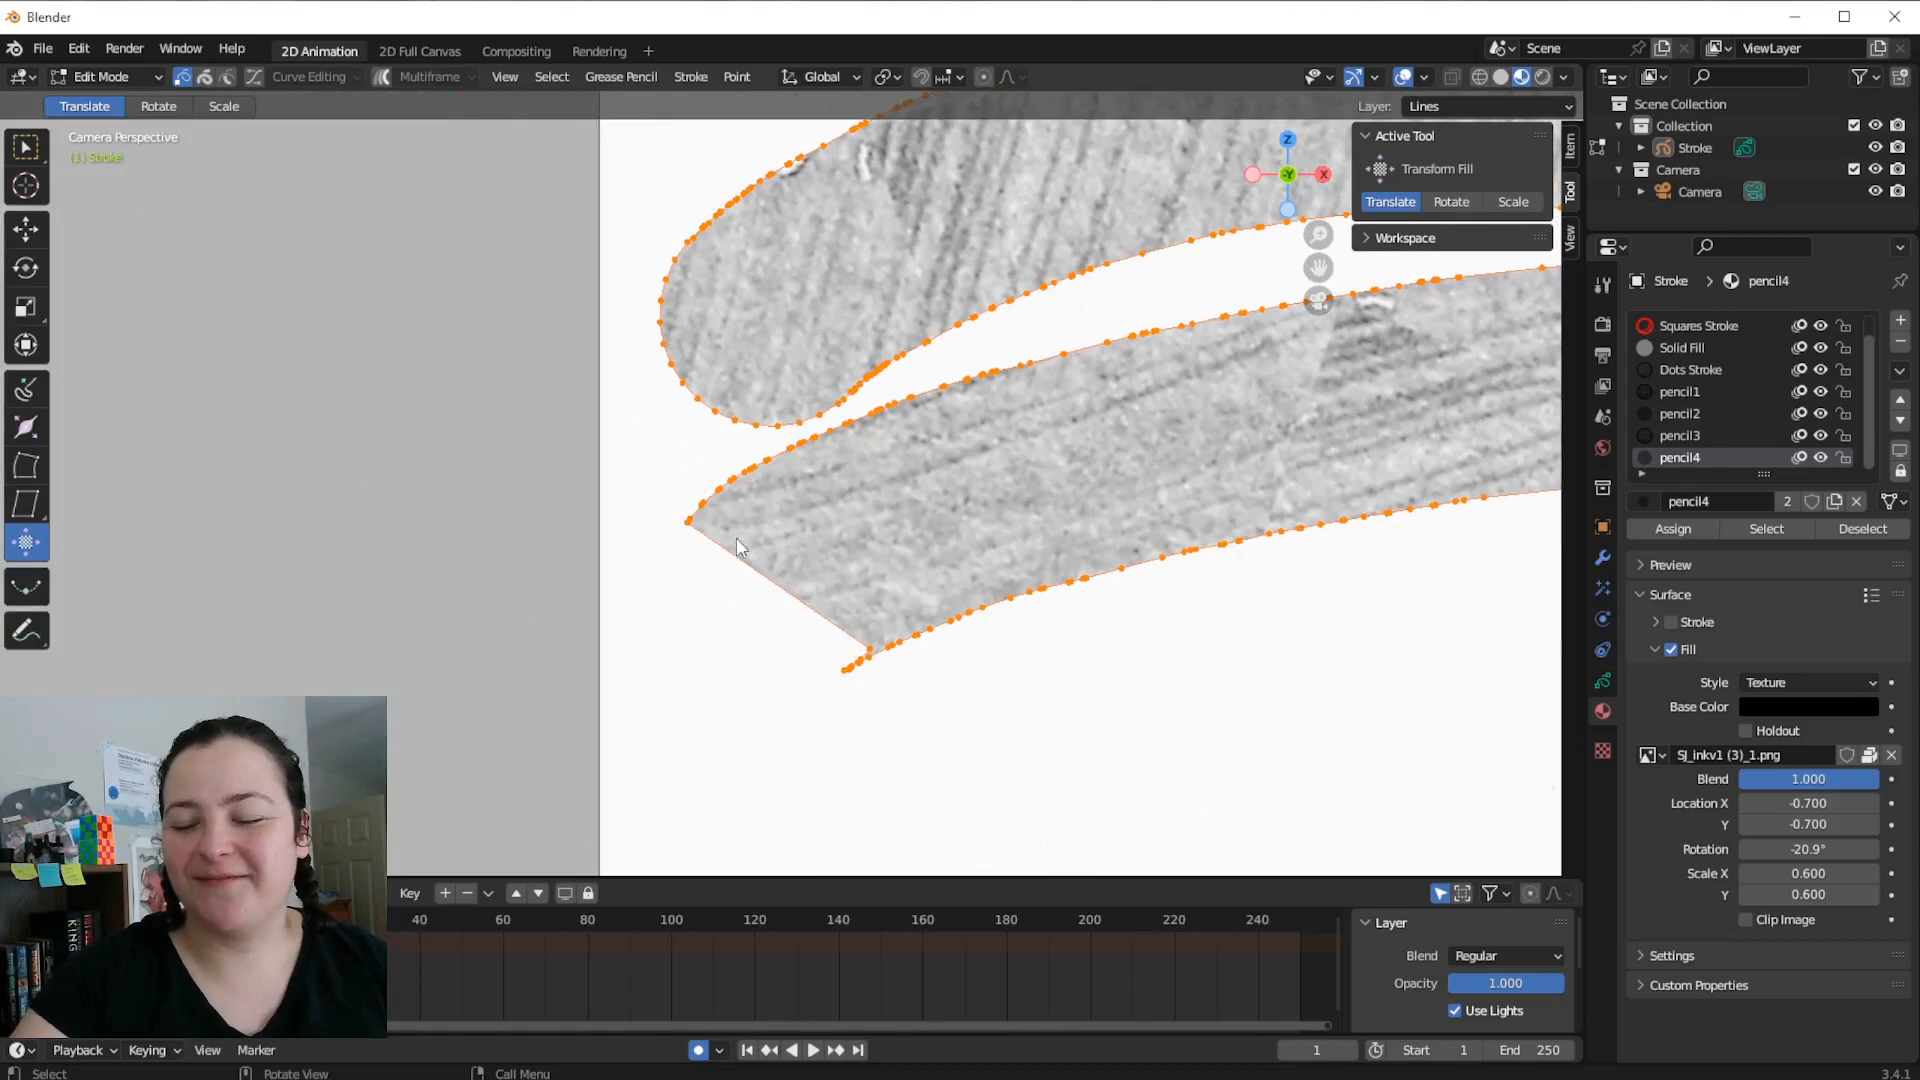 Blender
File Edit Render Window Help 2D Animation 2D Full Canvas Compositing Rendering + Scene ViewLayer
Edit Mode Curve Editing Multiframe View Select Grease Pencil Stroke Point Global
Translate Rotate Scale Layer: Lines
Camera Perspective
(1) Stroke
Z
-Y
X
Active Tool
Transform Fill
Translate Rotate Scale
Workspace
Item
Tool
View
Scene Collection
Collection
Stroke
Camera
Camera
Stroke > pencil4
Squares Stroke
Solid Fill
Dots Stroke
pencil1
pencil2
pencil3
pencil4
pencil4 2
Assign Select Deselect
Preview
Surface
Stroke
Fill
Style Texture
Base Color
Holdout
SJ_inkv1 (3)_1.png
Blend 1.000
Location X -0.700
Y -0.700
Rotation -20.9°
Scale X 0.600
Y 0.600
Clip Image
Settings
Custom Properties
Key
40 60 80 100 120 140 160 180 200 220 240
Layer
Blend Regular
Opacity 1.000
Use Lights
KING
Playback Keying View Marker 1 Start 1 End 250
Select Rotate View Call Menu 3.4.1